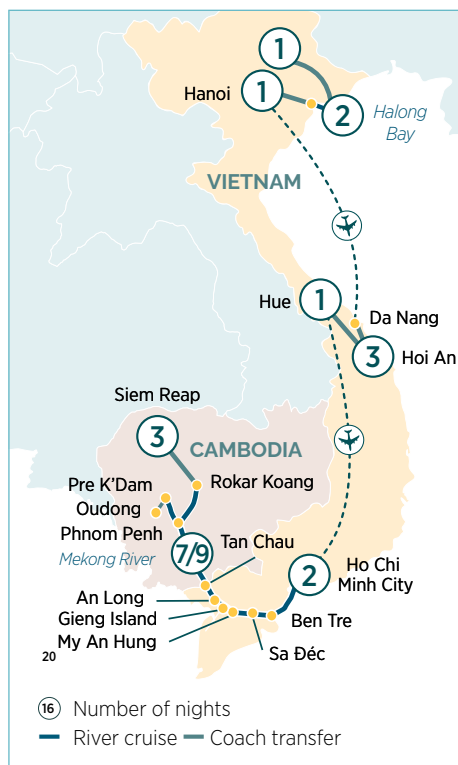 1
Hanoi
1
2
Halong
Bay
VIETNAM
Hue
1
Da Nang
3
Hoi An
Siem Reap
3
CAMBODIA
Pre K'Dam
Rokar Koang
Oudong
Phnom Penh
Mekong River
7/9
Tan Chau
2
Ho Chi
Minh City
An Long
Gieng Island
My An Hung
Ben Tre
Sa Déc
20
16 Number of nights
River cruise Coach transfer